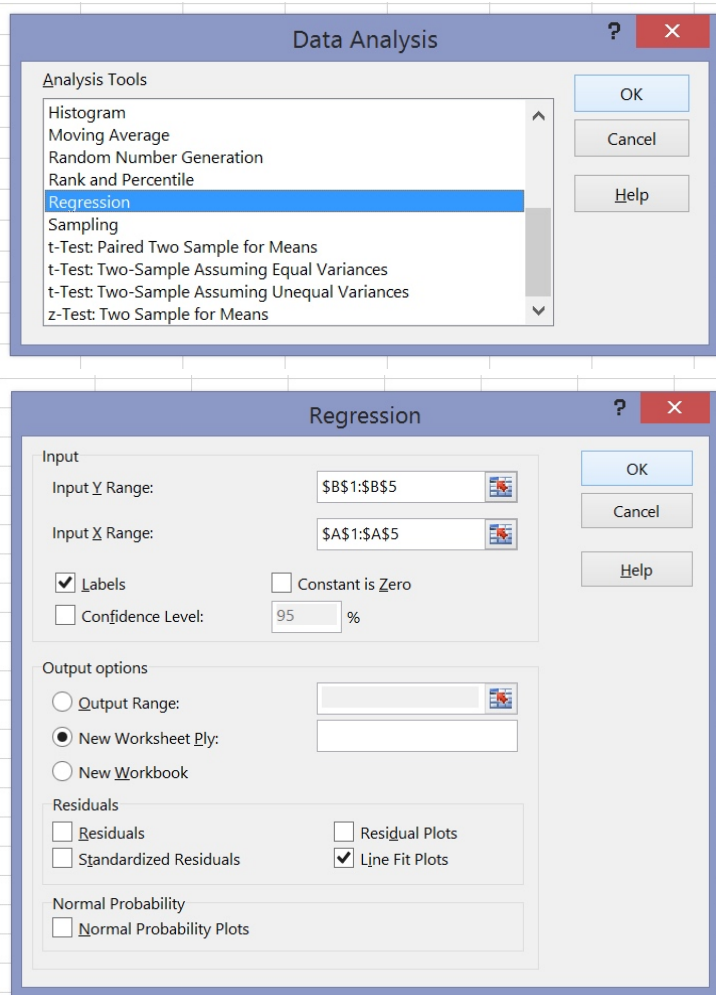 Data Analysis ?
Analysis Tools
Histogram
Moving Average
Random Number Generation
Rank and Percentile
Regression
Sampling
t-Test: Paired Two Sample for Means
t-Test: Two-Sample Assuming Equal Variances
t-Test: Two-Sample Assuming Unequal Variances
z-Test: Two Sample for Means
OK
Cancel
Help
Regression ?
Input
Input Y Range: $B$1:$B$5
Input X Range: $A$1:$A$5
Labels Constant is Zero
Confidence Level: 95 %
OK
Cancel
Help
Output options
Output Range:
New Worksheet Ply:
New Workbook
Residuals
Residuals Residual Plots
Standardized Residuals Line Fit Plots
Normal Probability
Normal Probability Plots